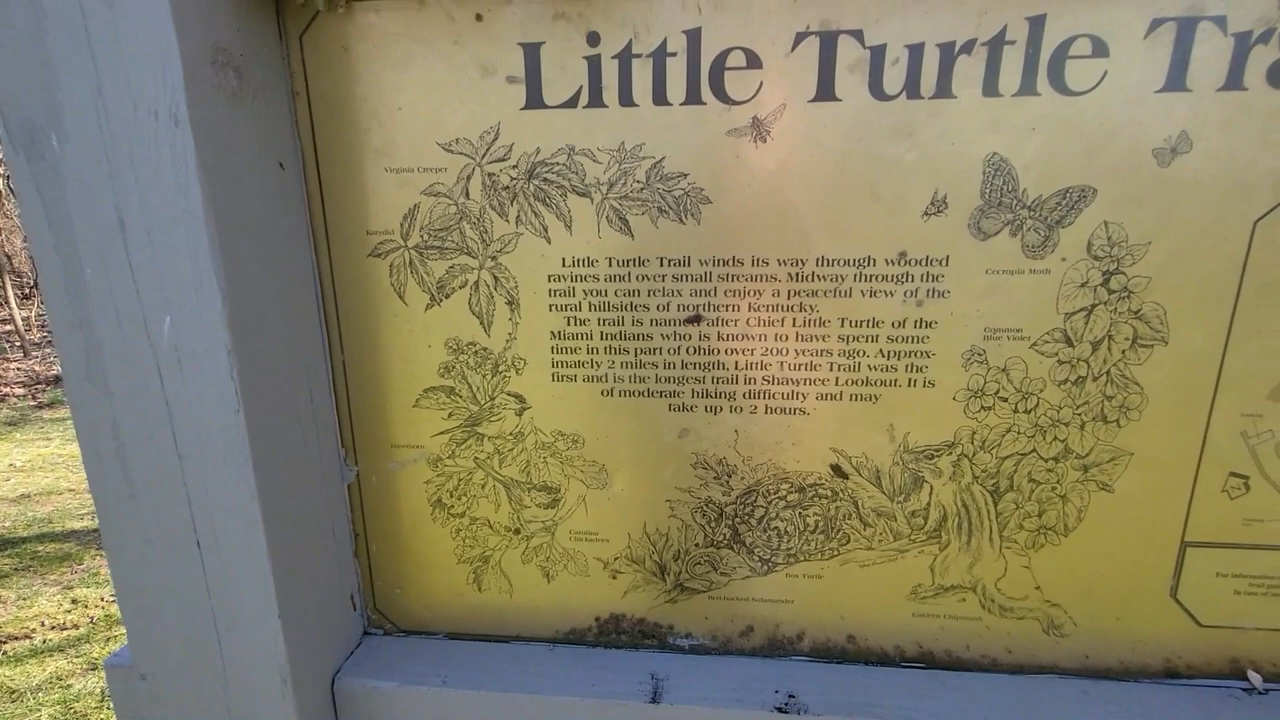 Little Turtle
Virginia Creeper
Katydid
Little Turtle Trail winds its way through wooded
ravines and over small streams. Midway through the
trail you can relax and enjoy a peaceful view of the
rural hillsides of northern Kentucky.
The trail is named after Chief Little Turtle of the
Miami Indians who is known to have spent some
time in this part of Ohio over 200 years ago. Approx-
imately 2 miles in length, Little Turtle Trail was the
first and is the longest trail in Shawnee Lookout. It is
of moderate hiking difficulty and may
take up to 2 hours.
Cecropia Moth
Common
Blue Violet
Hawthorn
Carolina
Chickadees
Box Turtle
Red-backed Salamander
Eastern Chipmunk
For information